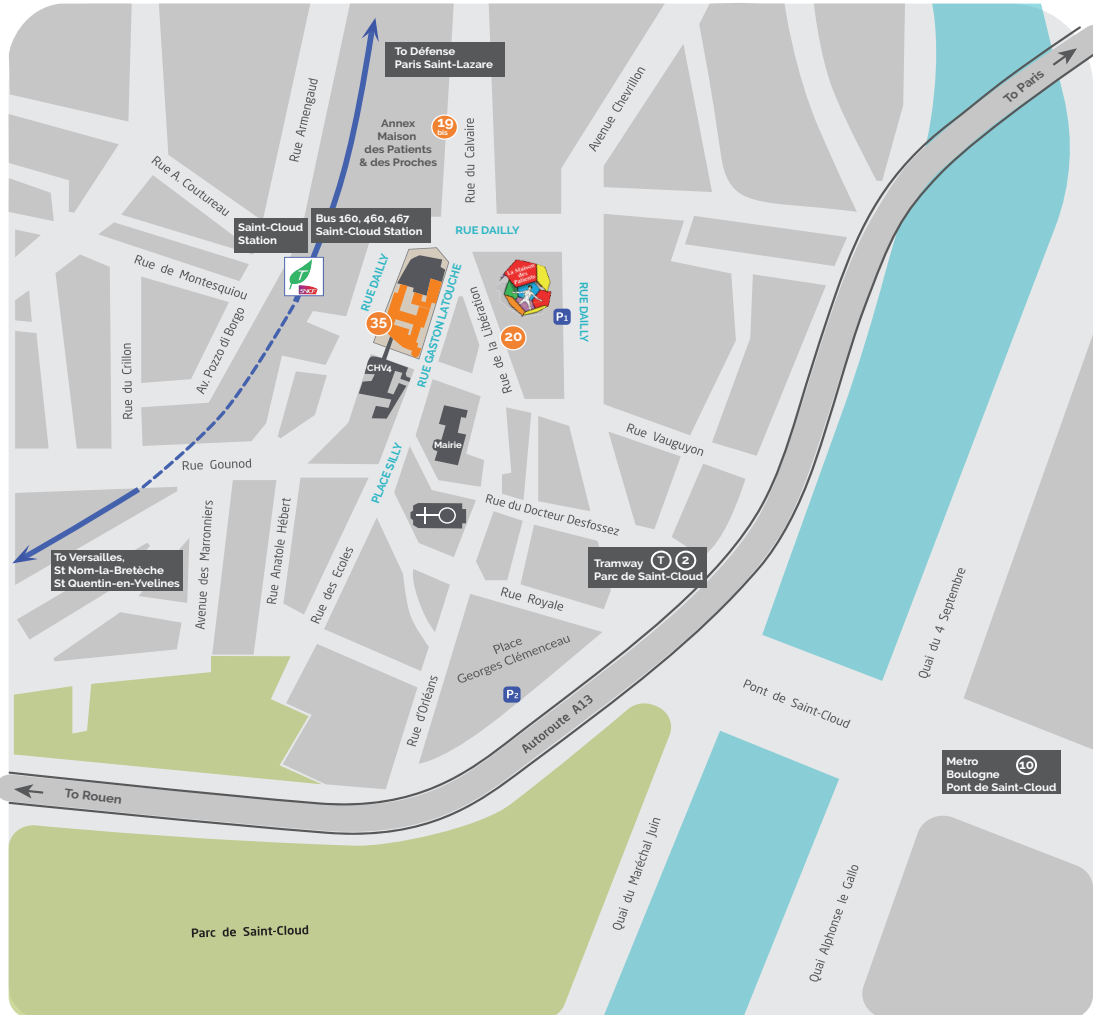 To Défense
Paris Saint-Lazare
To Paris
Annex
Maison
des Patients
& des Proches
19
bis
Rue Armengaud
Rue du Calvaire
Avenue Chevrillon
Rue A. Coutureau
Saint-Cloud
Station
Bus 160, 460, 467
Saint-Cloud Station
RUE DAILLY
Rue de Montesquiou
T
SNCF
RUE DAILLY
35
RUE GASTON LATOUCHE
La Maison
des
Patients
P1
RUE DAILLY
20
Rue de la Libération
Av. Pozzo di Borgo
Rue du Crillon
CHV4
Mairie
Rue Vauguyon
Rue Gounod
PLACE SILLY
Rue du Docteur Desfossez
Avenue des Marronniers
Rue Anatole Hébert
Rue des Ecoles
To Versailles,
St Nom-la-Bretèche
St Quentin-en-Yvelines
Tramway T 2
Parc de Saint-Cloud
Rue Royale
Place
Georges Clémenceau
P2
Rue d'Orléans
Autoroute A13
Quai du 4 Septembre
Pont de Saint-Cloud
Metro
Boulogne 10
Pont de Saint-Cloud
To Rouen
Quai du Maréchal Juin
Quai Alphonse le Gallo
Parc de Saint-Cloud